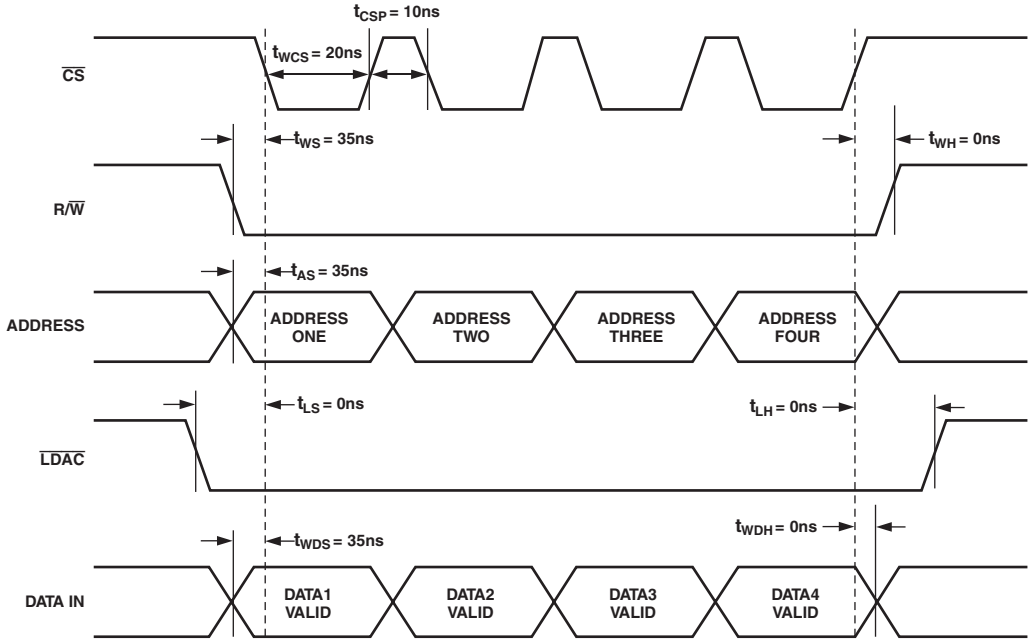 tCSP = 10ns
tWCS = 20ns
CS
tWS = 35ns
tWH = 0ns
R/W
tAS = 35ns
ADDRESS
ADDRESS
ONE
ADDRESS
TWO
ADDRESS
THREE
ADDRESS
FOUR
tLS = 0ns
tLH = 0ns
LDAC
tWDS = 35ns
tWDH = 0ns
DATA IN
DATA1
VALID
DATA2
VALID
DATA3
VALID
DATA4
VALID